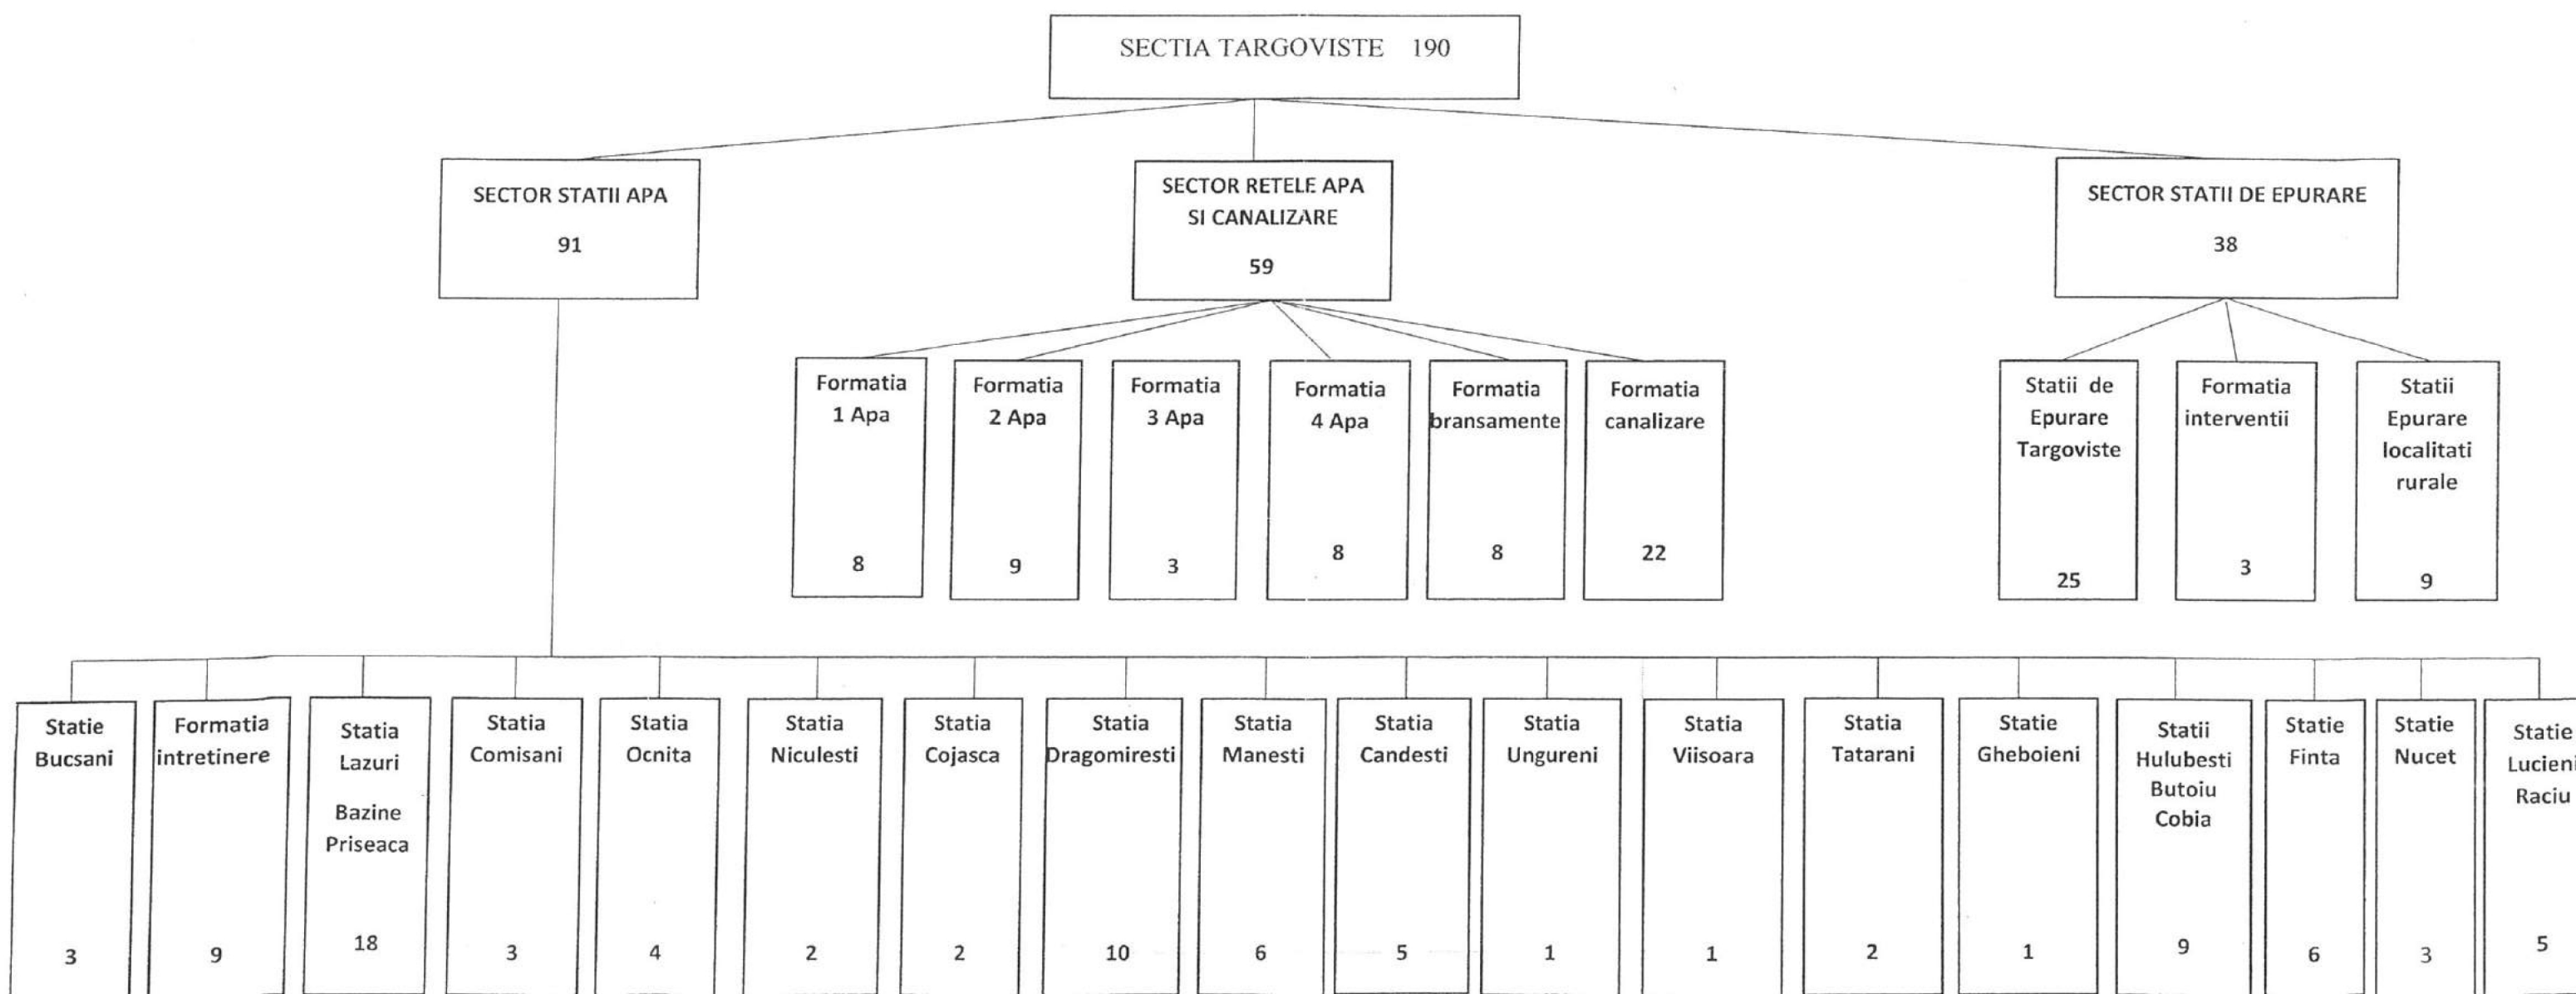 SECTIA TARGOVISTE 190
SECTOR STATII APA
91
SECTOR RETELE APA
SI CANALIZARE
59
SECTOR STATII DE EPURARE
38
Formatia
1 Apa
8
Formatia
2 Apa
9
Formatia
3 Apa
3
Formatia
4 Apa
8
Formatia
bransamente
8
Formatia
canalizare
22
Statii de
Epurare
Targoviste
25
Formatia
interventii
3
Statii
Epurare
localitati
rurale
9
Statie
Bucsani
3
Formatia
intretinere
9
Statia
Lazuri
Bazine
Priseaca
18
Statia
Comisani
3
Statia
Ocnita
4
Statia
Niculesti
2
Statia
Cojasca
2
Statia
Dragomiresti
10
Statia
Manesti
6
Statia
Candesti
5
Statia
Ungureni
1
Statia
Viisoara
1
Statia
Tatarani
2
Statie
Gheboieni
1
Statii
Hulubesti
Butoiu
Cobia
9
Statie
Finta
6
Statie
Nucet
3
Statie
Lucieni
Raciu
5